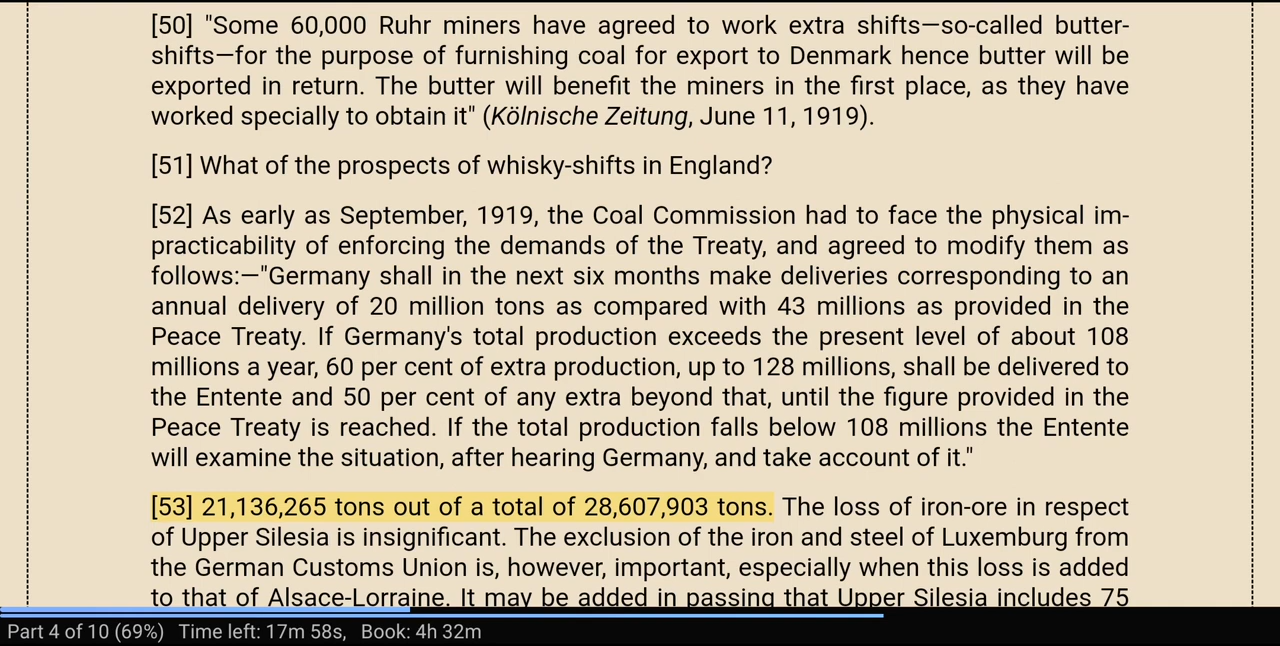 [50] "Some 60,000 Ruhr miners have agreed to work extra shifts—so-called butter-
shifts—for the purpose of furnishing coal for export to Denmark hence butter will be
exported in return. The butter will benefit the miners in the first place, as they have
worked specially to obtain it" (Kölnische Zeitung, June 11, 1919).
[51] What of the prospects of whisky-shifts in England?
[52] As early as September, 1919, the Coal Commission had to face the physical im-
practicability of enforcing the demands of the Treaty, and agreed to modify them as
follows:—"Germany shall in the next six months make deliveries corresponding to an
annual delivery of 20 million tons as compared with 43 millions as provided in the
Peace Treaty. If Germany's total production exceeds the present level of about 108
millions a year, 60 per cent of extra production, up to 128 millions, shall be delivered to
the Entente and 50 per cent of any extra beyond that, until the figure provided in the
Peace Treaty is reached. If the total production falls below 108 millions the Entente
will examine the situation, after hearing Germany, and take account of it."
[53] 21,136,265 tons out of a total of 28,607,903 tons. The loss of iron-ore in respect
of Upper Silesia is insignificant. The exclusion of the iron and steel of Luxemburg from
the German Customs Union is, however, important, especially when this loss is added
to that of Alsace-Lorraine. It may be added in passing that Upper Silesia includes 75
Part 4 of 10 (69%) Time left: 17m 58s, Book: 4h 32m